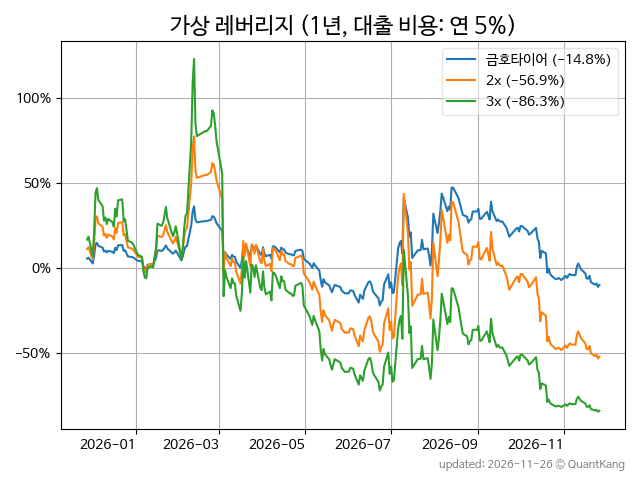 가상 레버리지 (1년, 대출 비용: 연 5%)
금호타이어 (−14.8%)
2x (−56.9%)
3x (−86.3%)
100%
50%
0%
−50%
2026-01 2026-03 2026-05 2026-07 2026-09 2026-11
updated: 2026-11-26 © QuantKang